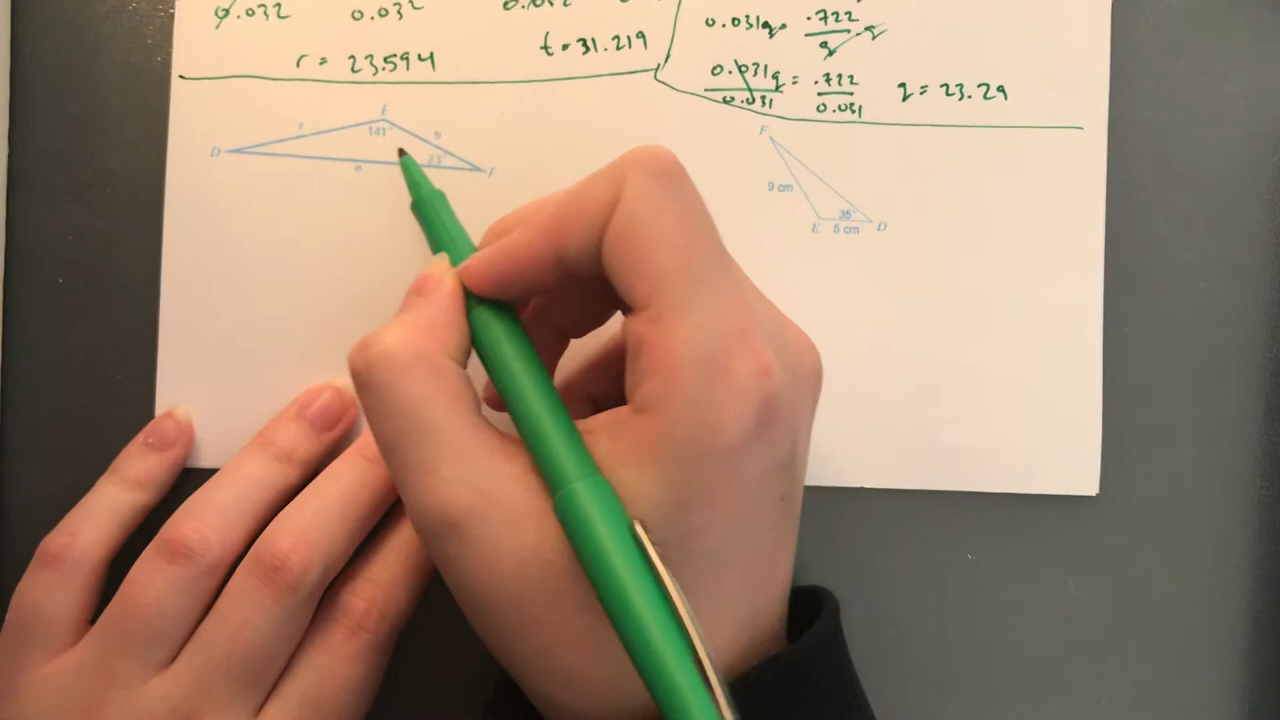 0.032 0.032
r = 23.594 t = 31.219
0.031q = .722
q
0.031q = .722 q = 23.29
0.031 0.031
E
f 141° 9
D 23°
e F
F
9 cm
35°
E 5 cm D